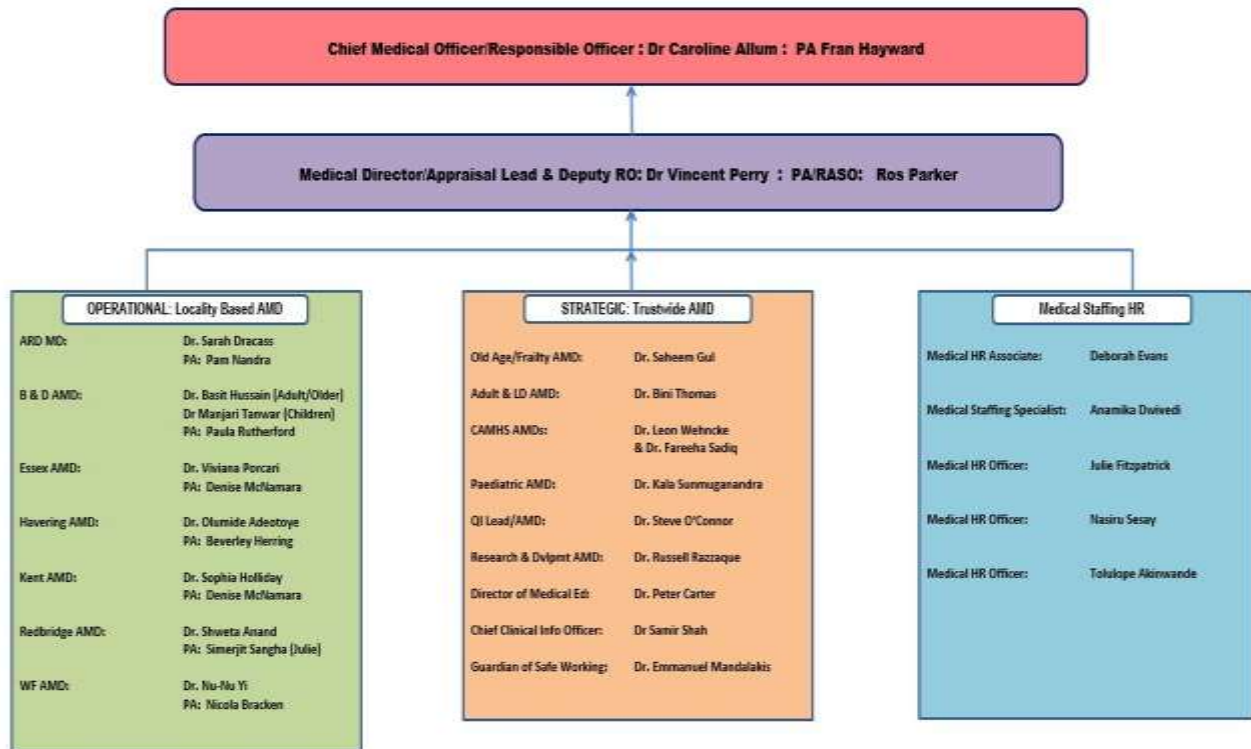 Chief Medical Officer/Responsible Officer : Dr Caroline Allum : PA Fran Hayward
Medical Director/Appraisal Lead & Deputy RO: Dr Vincent Perry : PA/RASO: Ros Parker
OPERATIONAL: Locality Based AMD
ARD MD: Dr. Sarah Dracass
PA: Pam Nandra
B & D AMD: Dr. Basit Hussain (Adult/Older)
Dr Manjari Tanwar (Children)
PA: Paula Rutherford
Essex AMD: Dr. Viviana Porcari
PA: Denise McNamara
Havering AMD: Dr. Olumide Adeotoye
PA: Beverley Herring
Kent AMD: Dr. Sophia Holliday
PA: Denise McNamara
Redbridge AMD: Dr. Shweta Anand
PA: Simerjit Sangha (Julie)
WF AMD: Dr. Nu-Nu Yi
PA: Nicola Bracken
STRATEGIC: Trustwide AMD
Old Age/Frailty AMD: Dr. Saheem Gul
Adult & LD AMD: Dr. Bini Thomas
CAMHS AMDs: Dr. Leon Wehncke
& Dr. Fareeha Sadiq
Paediatric AMD: Dr. Kala Sunmuganandra
QI Lead/AMD: Dr. Steve O'Connor
Research & Dvlpmt AMD: Dr. Russell Razzaque
Director of Medical Ed: Dr. Peter Carter
Chief Clinical Info Officer: Dr Samir Shah
Guardian of Safe Working: Dr. Emmanuel Mandalakis
Medical Staffing HR
Medical HR Associate: Deborah Evans
Medical Staffing Specialist: Anamika Dwivedi
Medical HR Officer: Julie Fitzpatrick
Medical HR Officer: Nasiru Sesay
Medical HR Officer: Tolulope Akinwande